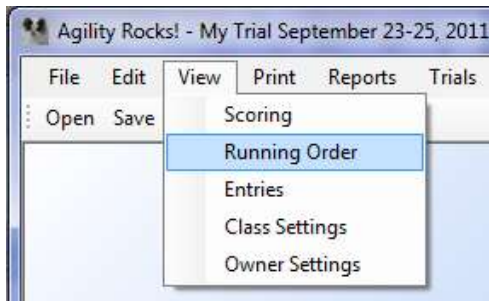 Agility Rocks! - My Trial September 23-25, 2011
File Edit View Print Reports Trials
Open Save
Scoring
Running Order
Entries
Class Settings
Owner Settings